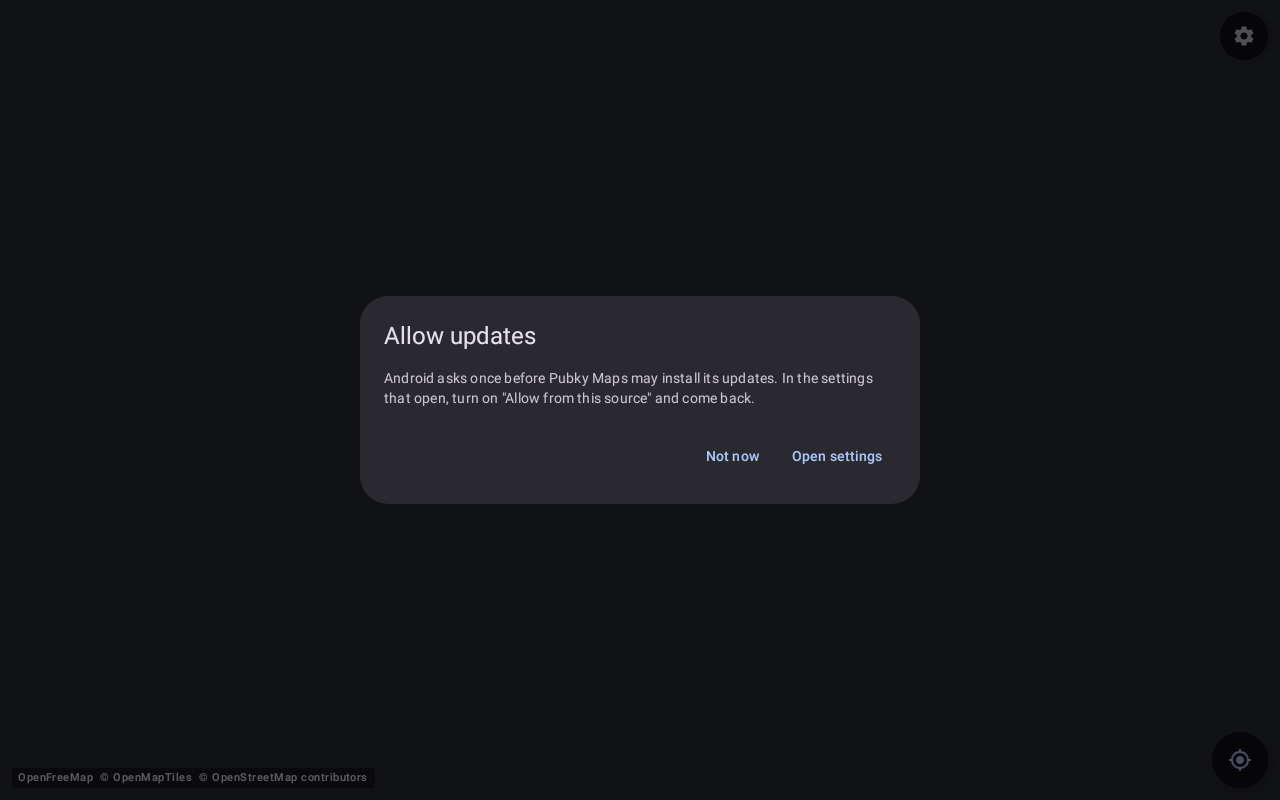 Allow updates
Android asks once before Pubky Maps may install its updates. In the settings
that open, turn on "Allow from this source" and come back.
Not now
Open settings
OpenFreeMap © OpenMapTiles © OpenStreetMap contributors